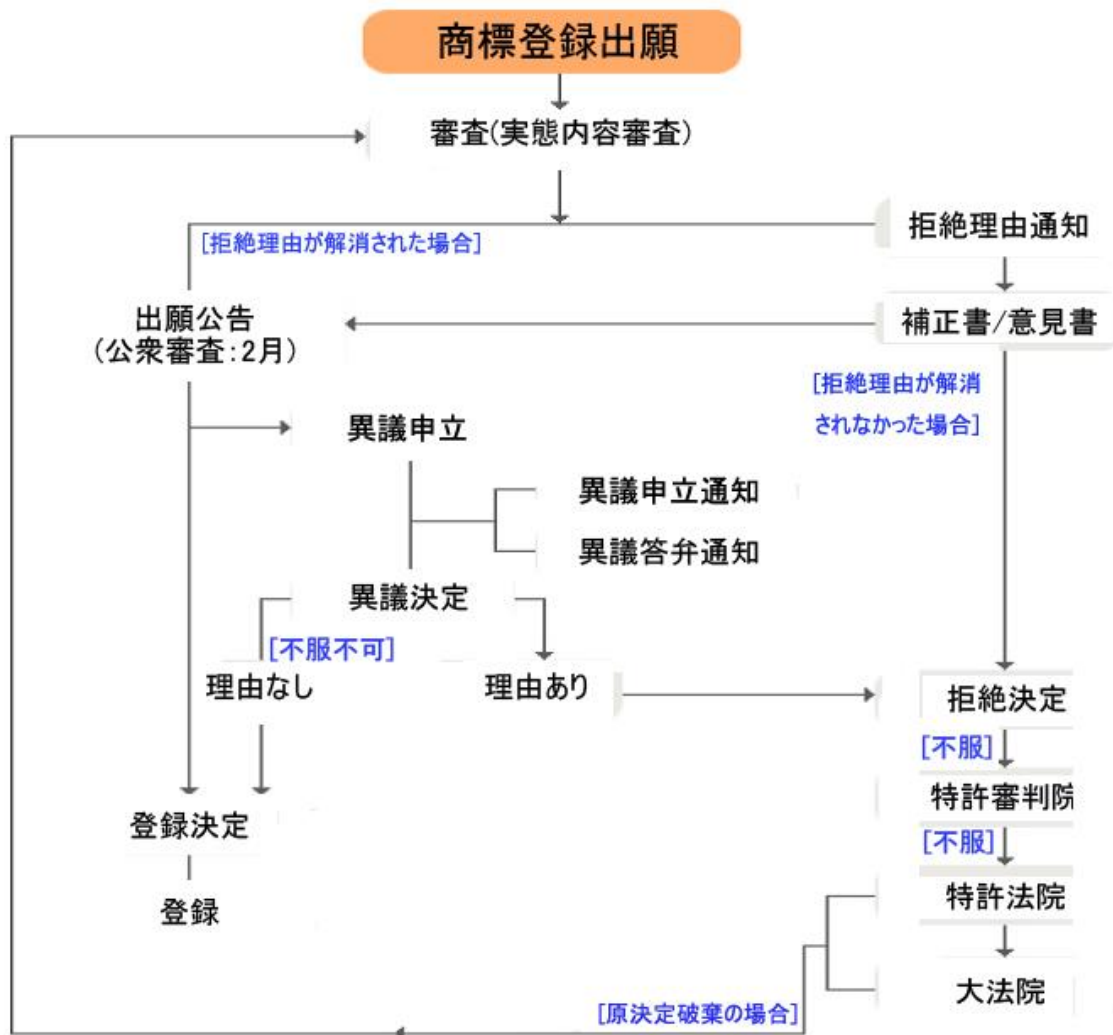 商標登録出願
審査(実態内容審査)
拒絶理由通知
[拒絶理由が解消された場合]
出願公告
(公衆審査:2月)
補正書/意見書
[拒絶理由が解消
されなかった場合]
異議申立
異議申立通知
異議答弁通知
異議決定
[不服不可]
理由なし
理由あり
拒絶決定
[不服]
特許審判院
[不服]
登録決定
特許法院
登録
大法院
[原決定破棄の場合]